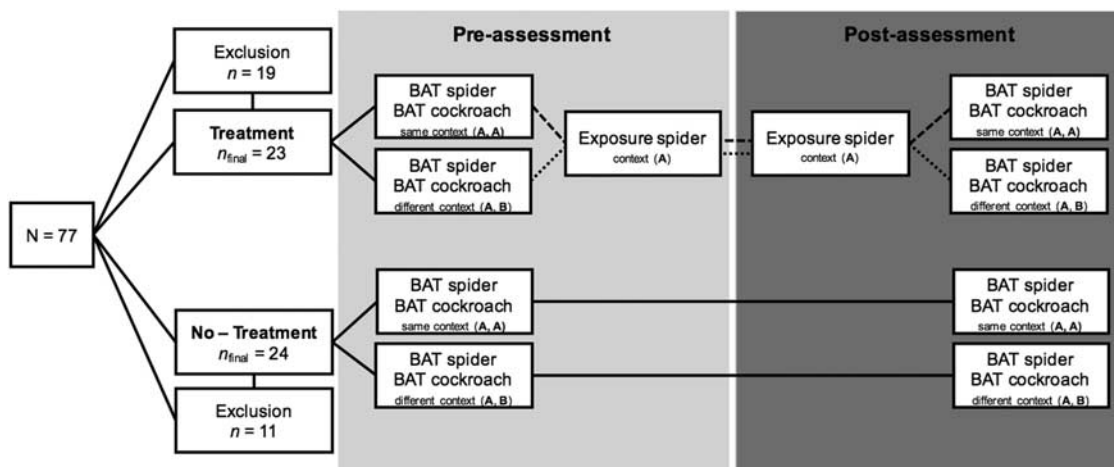 Pre-assessment
Post-assessment
Exclusion
n = 19
Treatment
nfinal = 23
N = 77
No – Treatment
nfinal = 24
Exclusion
n = 11
BAT spider
BAT cockroach
same context (A, A)
BAT spider
BAT cockroach
different context (A, B)
Exposure spider
context (A)
Exposure spider
context (A)
BAT spider
BAT cockroach
same context (A, A)
BAT spider
BAT cockroach
different context (A, B)
BAT spider
BAT cockroach
same context (A, A)
BAT spider
BAT cockroach
different context (A, B)
BAT spider
BAT cockroach
same context (A, A)
BAT spider
BAT cockroach
different context (A, B)